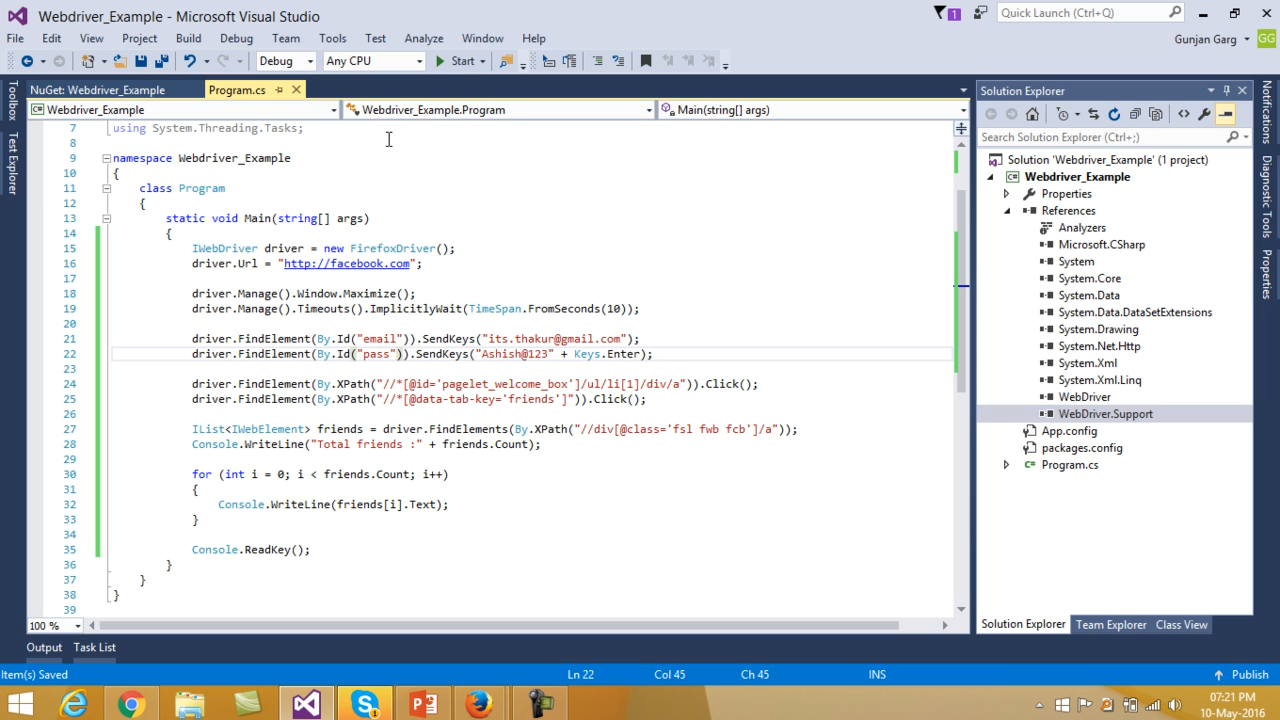 Webdriver_Example - Microsoft Visual Studio
1
Quick Launch (Ctrl+Q)
File Edit View Project Build Debug Team Tools Test Analyze Window Help
Gunjan Garg GG
Debug Any CPU Start
Toolbox
Test Explorer
NuGet: Webdriver_Example Program.cs
Webdriver_Example Webdriver_Example.Program Main(string[] args)
7 using System.Threading.Tasks;
8
9 namespace Webdriver_Example
10 {
11 class Program
12 {
13 static void Main(string[] args)
14 {
15 IWebDriver driver = new FirefoxDriver();
16 driver.Url = "http://facebook.com";
17
18 driver.Manage().Window.Maximize();
19 driver.Manage().Timeouts().ImplicitlyWait(TimeSpan.FromSeconds(10));
20
21 driver.FindElement(By.Id("email")).SendKeys("its.thakur@gmail.com");
22 driver.FindElement(By.Id("pass")).SendKeys("Ashish@123" + Keys.Enter);
23
24 driver.FindElement(By.XPath("//*[@id='pagelet_welcome_box']/ul/li[1]/div/a")).Click();
25 driver.FindElement(By.XPath("//*[@data-tab-key='friends']")).Click();
26
27 IList<IWebElement> friends = driver.FindElements(By.XPath("//div[@class='fsl fwb fcb']/a"));
28 Console.WriteLine("Total friends :" + friends.Count);
29
30 for (int i = 0; i < friends.Count; i++)
31 {
32 Console.WriteLine(friends[i].Text);
33 }
34
35 Console.ReadKey();
36 }
37 }
38 }
39
100 %
Solution Explorer
Search Solution Explorer (Ctrl+;)
Solution 'Webdriver_Example' (1 project)
Webdriver_Example
Properties
References
Analyzers
Microsoft.CSharp
System
System.Core
System.Data
System.Data.DataSetExtensions
System.Drawing
System.Net.Http
System.Xml
System.Xml.Linq
WebDriver
WebDriver.Support
App.config
packages.config
Program.cs
Solution Explorer Team Explorer Class View
Notifications
Diagnostic Tools
Properties
Output Task List
Item(s) Saved Ln 22 Col 45 Ch 45 INS Publish
07:21 PM
10-May-2016